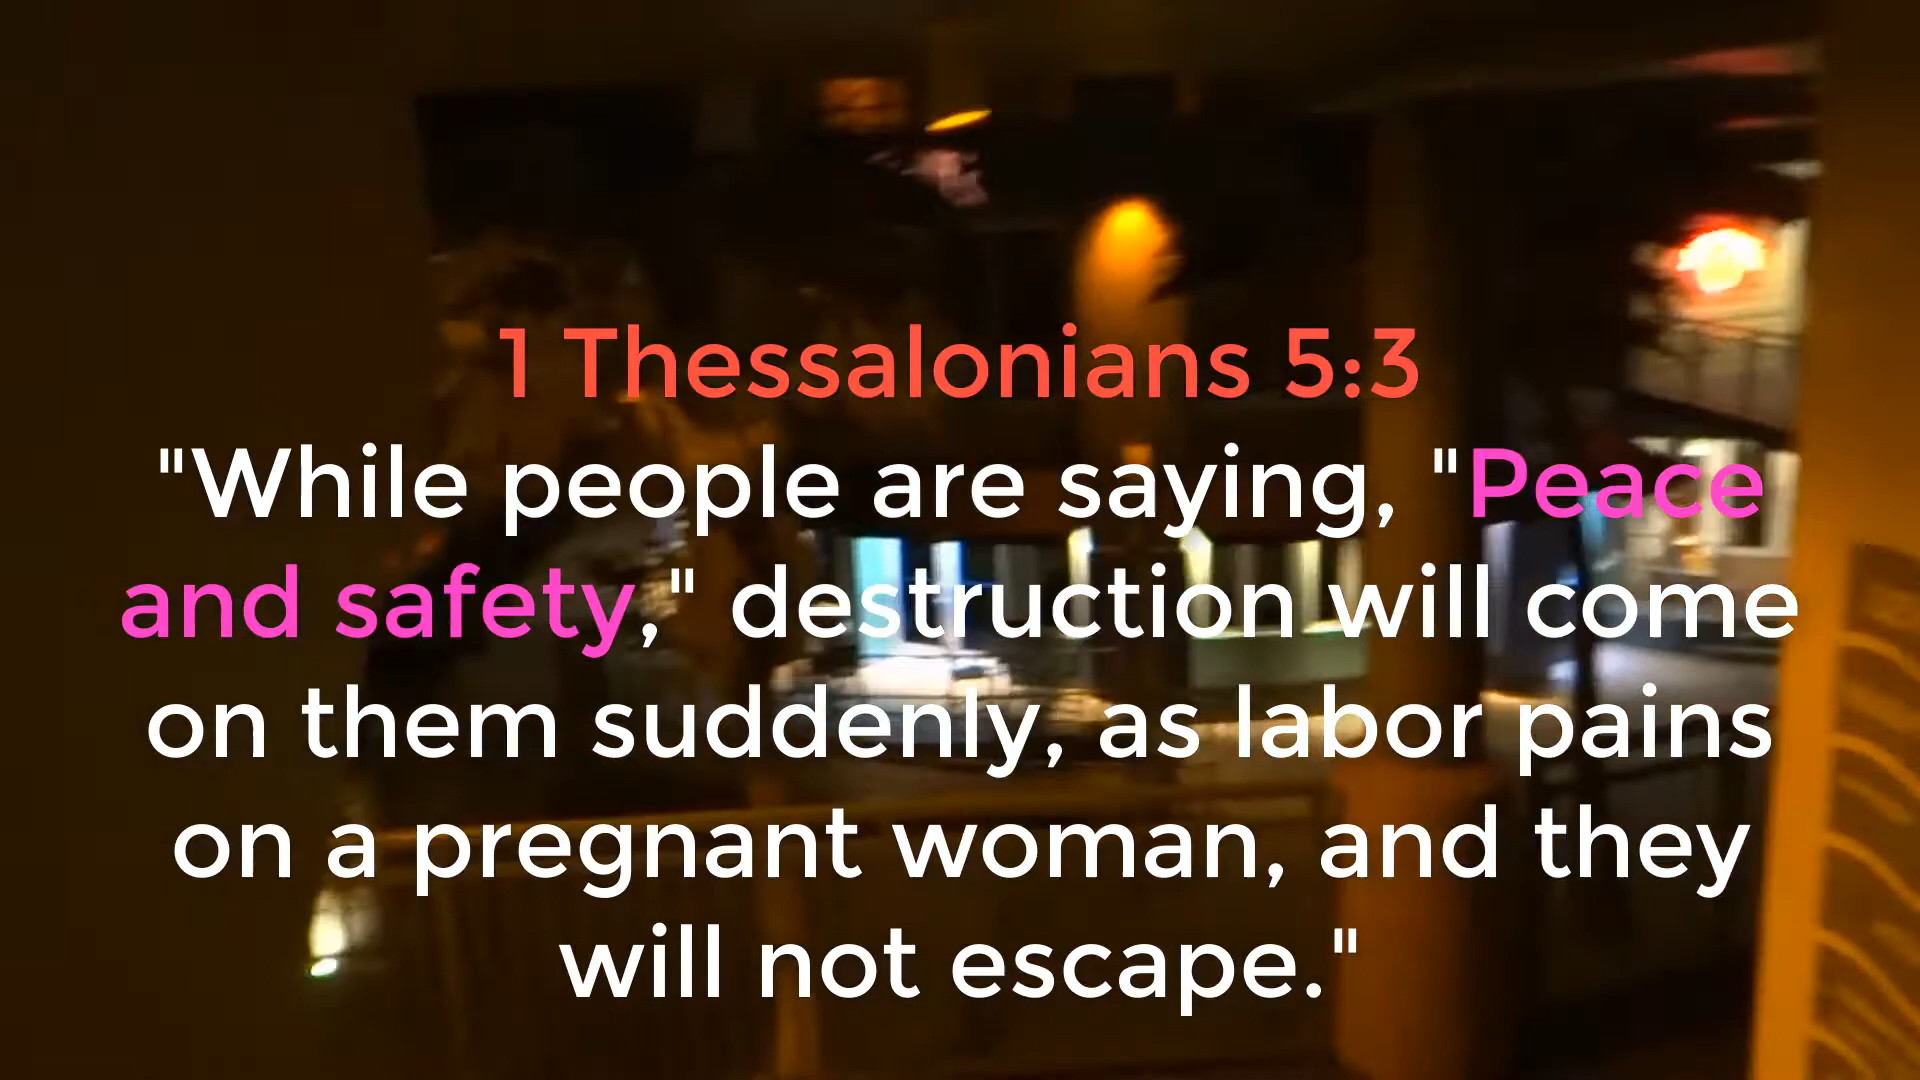 1 Thessalonians 5:3
"While people are saying, "Peace
and safety," destruction will come
on them suddenly, as labor pains
on a pregnant woman, and they
will not escape."